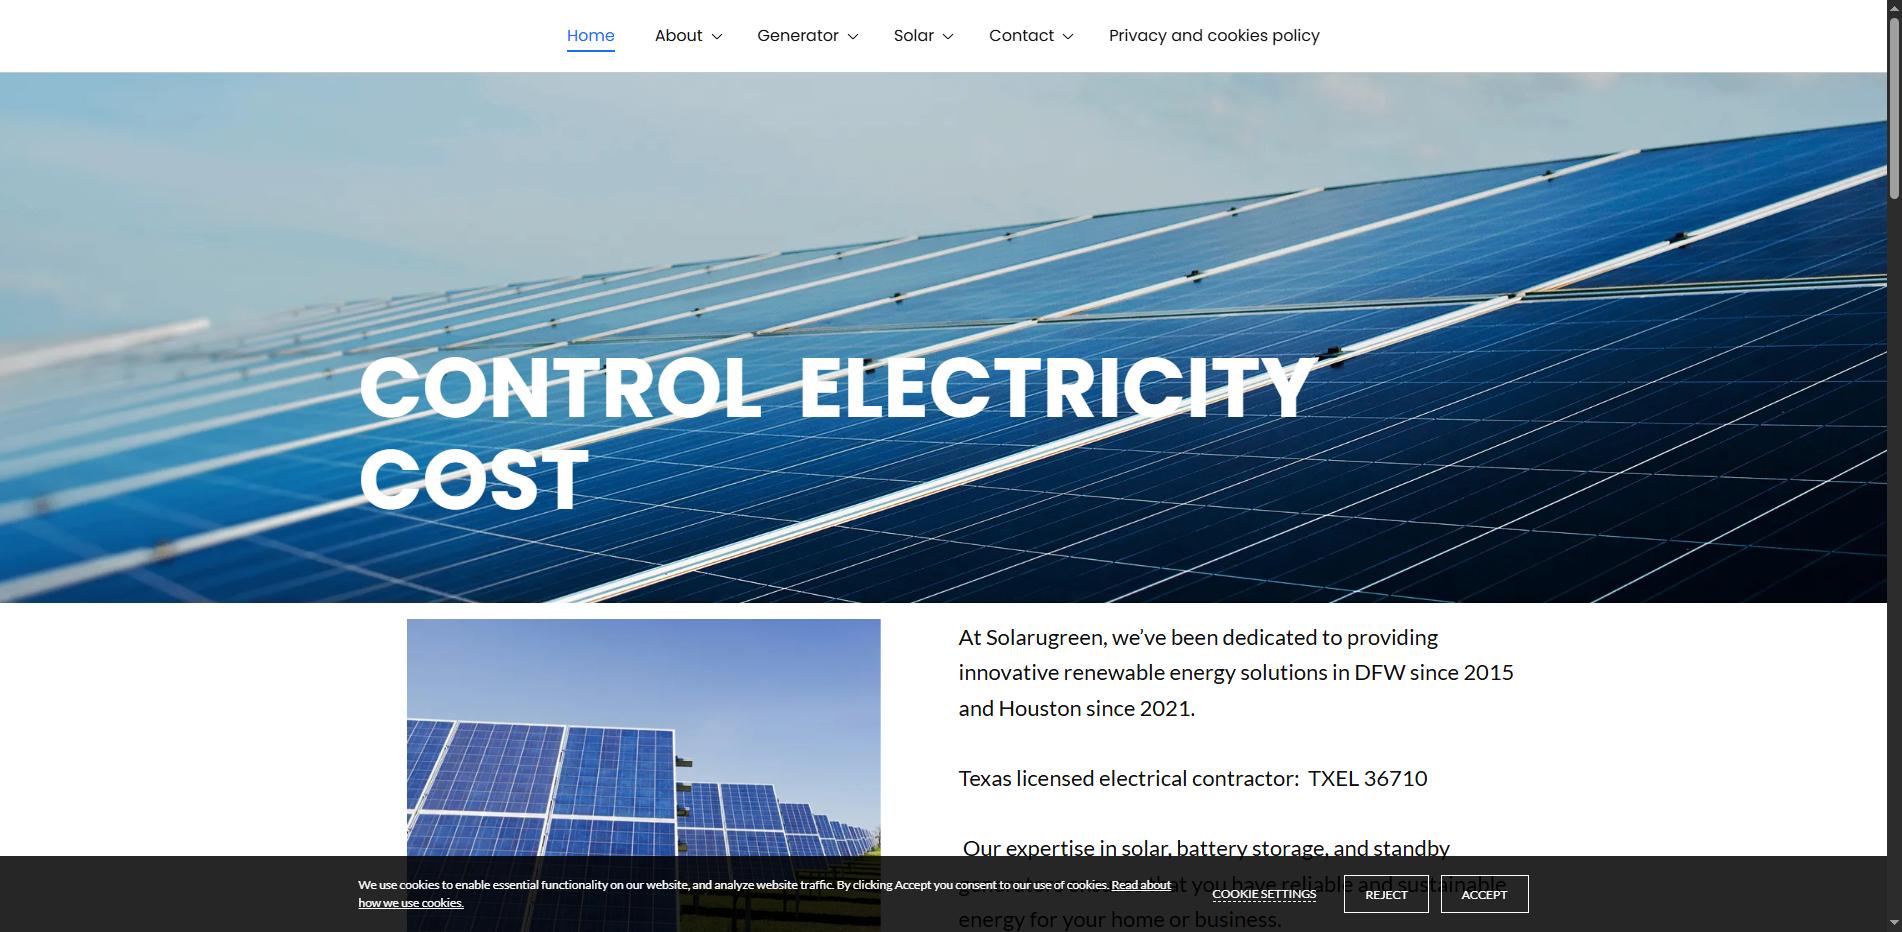 Home About Generator Solar Contact Privacy and cookies policy
CONTROL ELECTRICITY
COST
At Solarugreen, we’ve been dedicated to providing
innovative renewable energy solutions in DFW since 2015
and Houston since 2021.
Texas licensed electrical contractor: TXEL 36710
Our expertise in solar, battery storage, and standby
that you have reliable and sustainable
energy for your home or business.
We use cookies to enable essential functionality on our website, and analyze website traffic. By clicking Accept you consent to our use of cookies. Read about
how we use cookies.
COOKIE SETTINGS
REJECT
ACCEPT